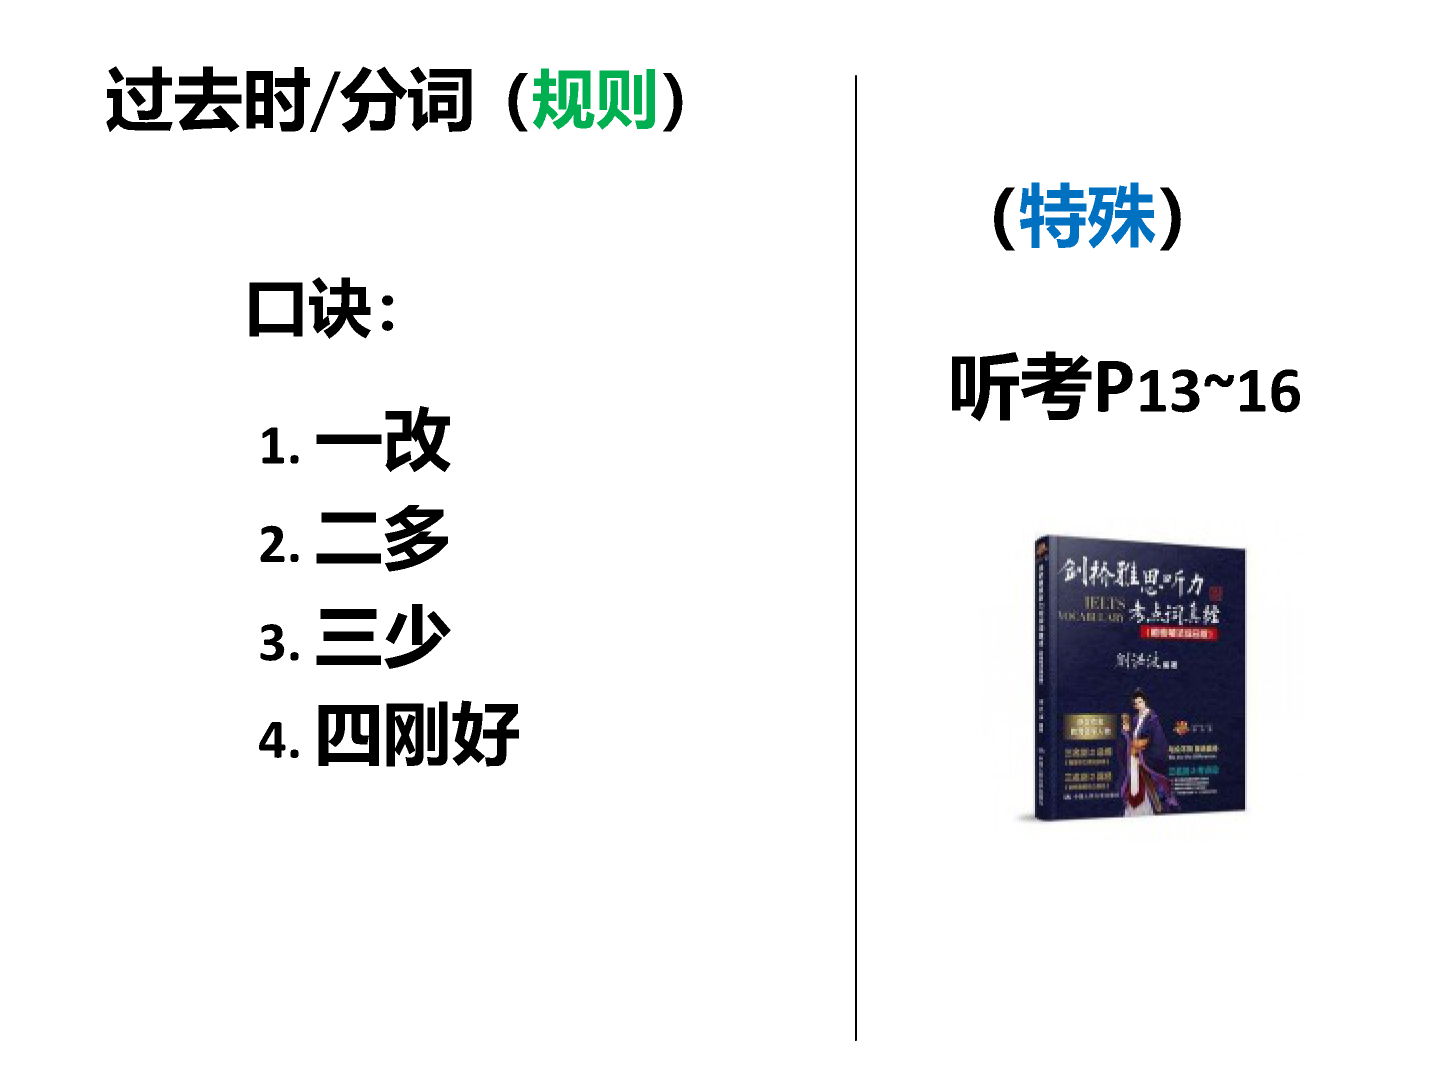 过去时/分词（规则）
口诀：
1. 一改
2. 二多
3. 三少
4. 四刚好
（特殊）
听考P13~16
剑桥雅思听力
IELTS
VOCABULARY
考点词真经
刘洪波 编著